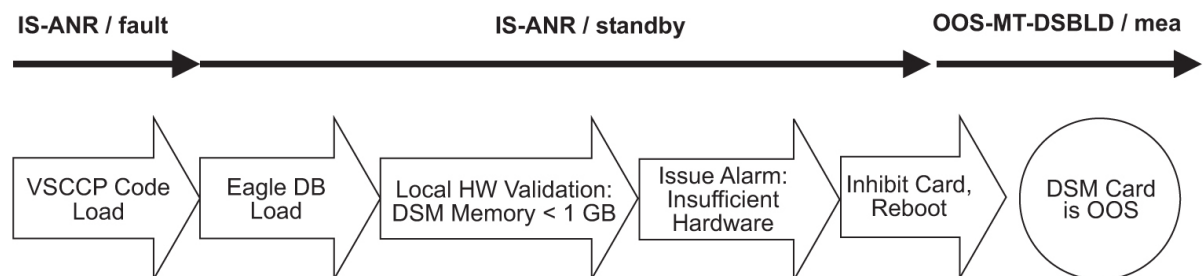 IS-ANR / fault
IS-ANR / standby
OOS-MT-DSBLD / mea
VSCCP Code
Load
Eagle DB
Load
Local HW Validation:
DSM Memory < 1 GB
Issue Alarm:
Insufficient
Hardware
Inhibit Card,
Reboot
DSM Card
is OOS